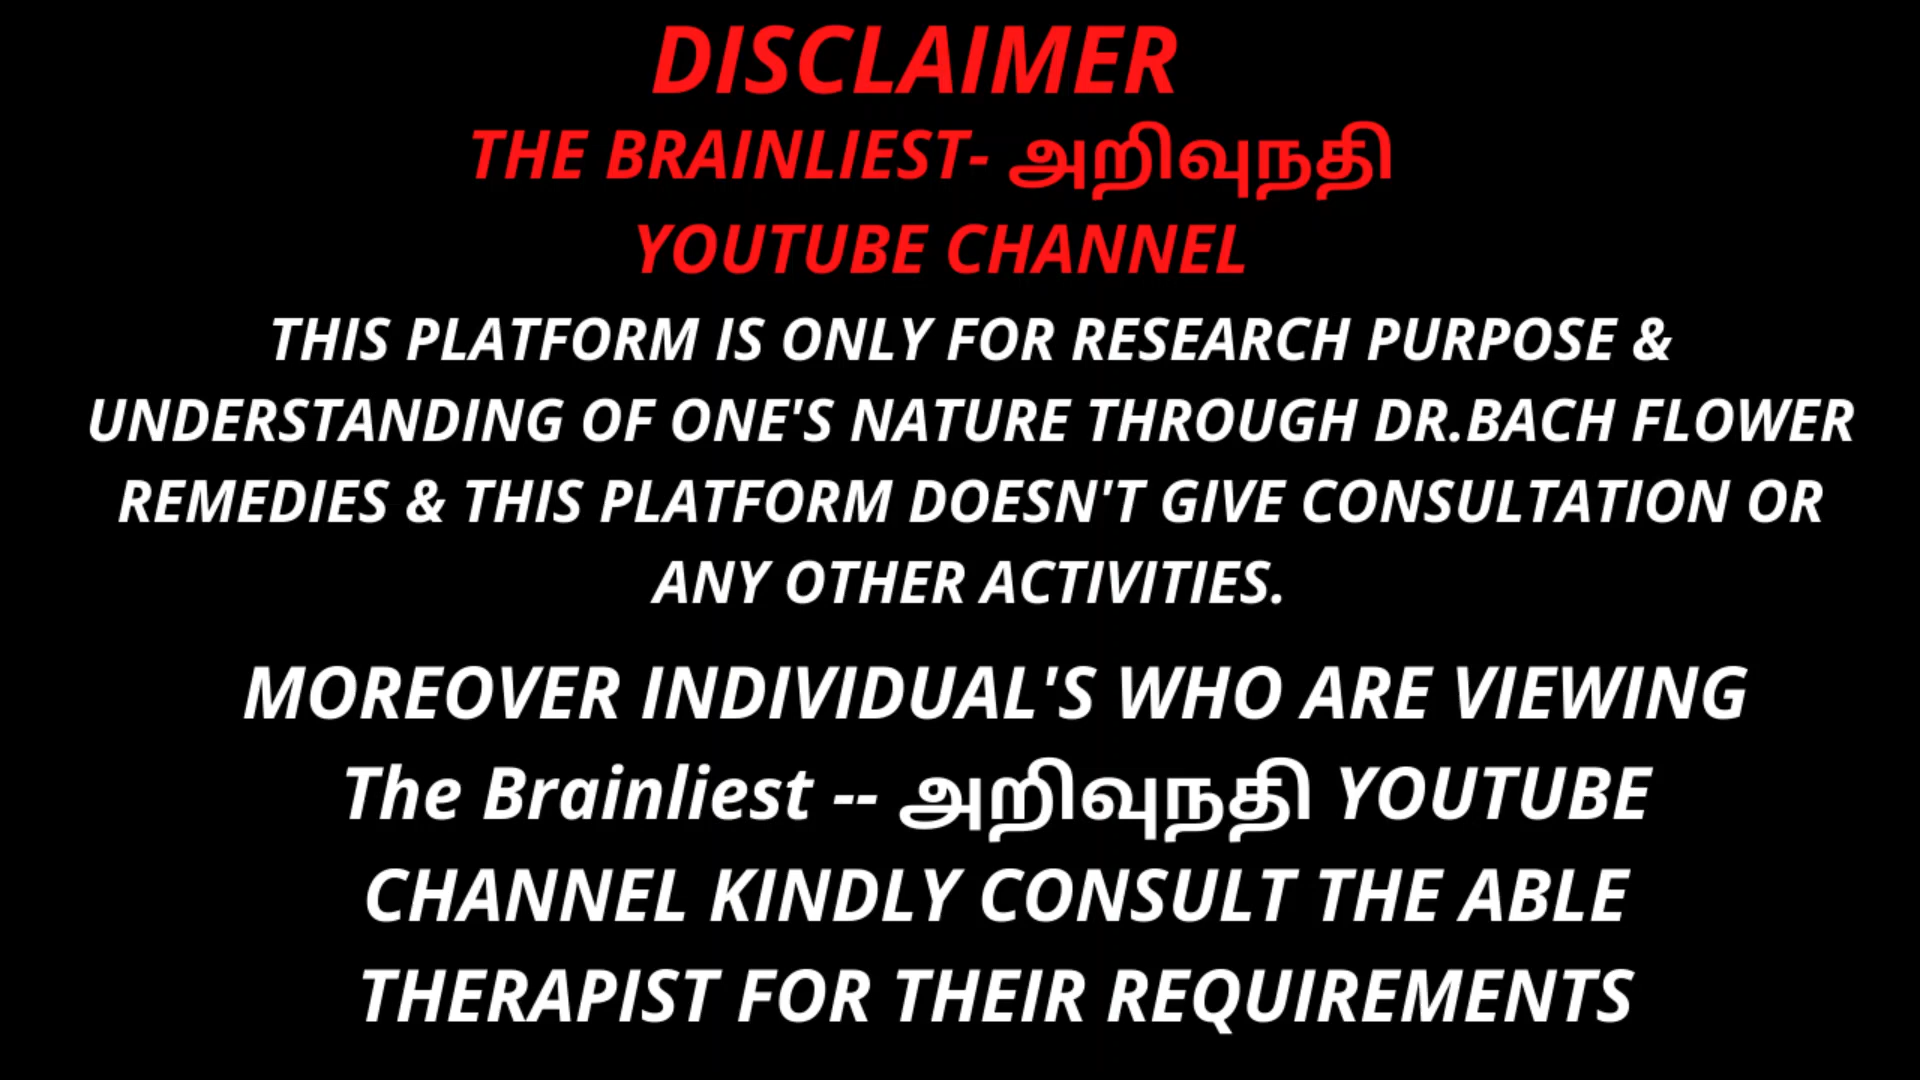 DISCLAIMER
THE BRAINLIEST- அறிவுநதி
YOUTUBE CHANNEL
THIS PLATFORM IS ONLY FOR RESEARCH PURPOSE &
UNDERSTANDING OF ONE'S NATURE THROUGH DR.BACH FLOWER
REMEDIES & THIS PLATFORM DOESN'T GIVE CONSULTATION OR
ANY OTHER ACTIVITIES.
MOREOVER INDIVIDUAL'S WHO ARE VIEWING
The Brainliest -- அறிவுநதி YOUTUBE
CHANNEL KINDLY CONSULT THE ABLE
THERAPIST FOR THEIR REQUIREMENTS